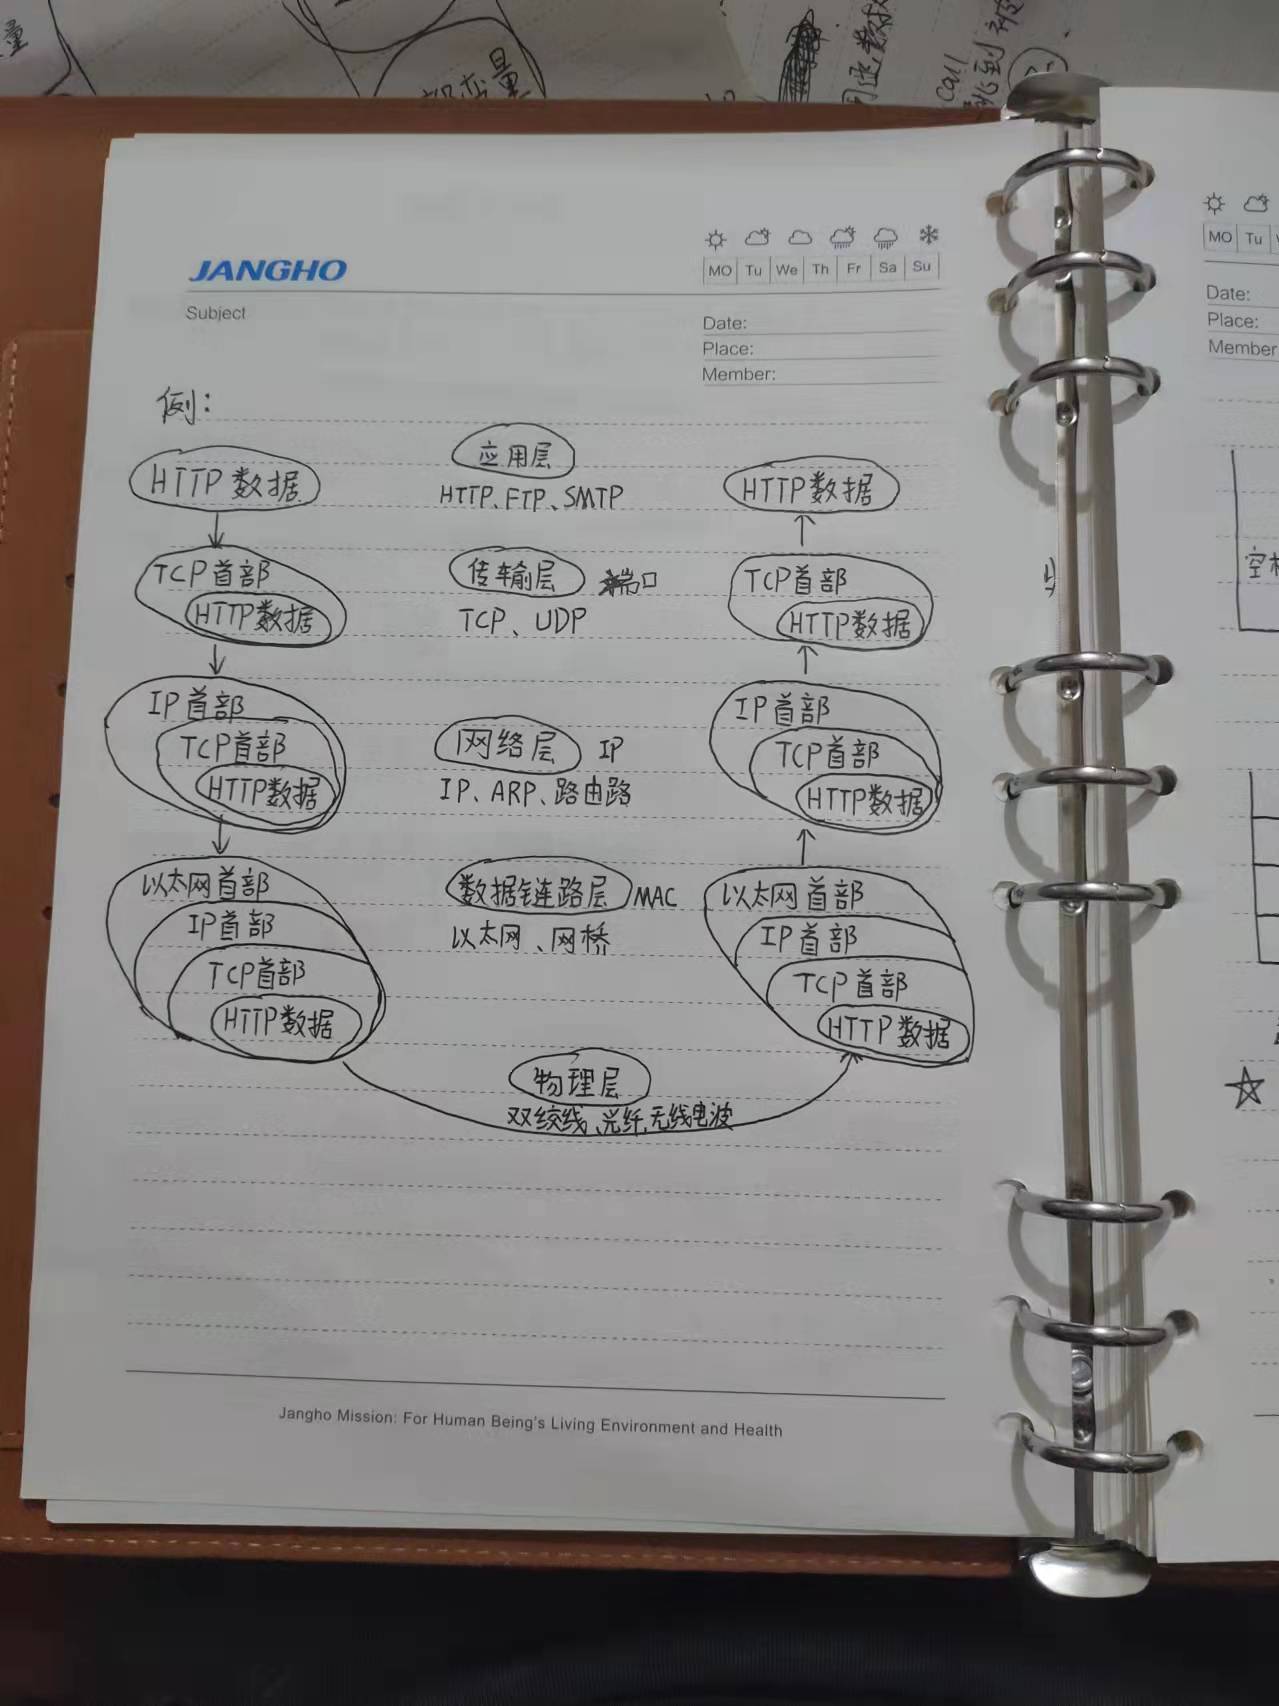 量
部变量
call
JANGHO
MO Tu We Th Fr Sa Su
Subject
Date:
Place:
Member:
例:
HTTP数据
应用层
HTTP、FTP、SMTP
HTTP数据
TCP首部
HTTP数据
传输层 端口
TCP、UDP
TCP首部
HTTP数据
IP首部
TCP首部
HTTP数据
网络层 IP
IP、ARP、路由路
IP首部
TCP首部
HTTP数据
以太网首部
IP首部
TCP首部
HTTP数据
数据链路层 MAC
以太网、网桥
以太网首部
IP首部
TCP首部
HTTP数据
物理层
双绞线、光纤、无线电波
Jangho Mission: For Human Being's Living Environment and Health
MO Tu
Date:
Place:
Member
空